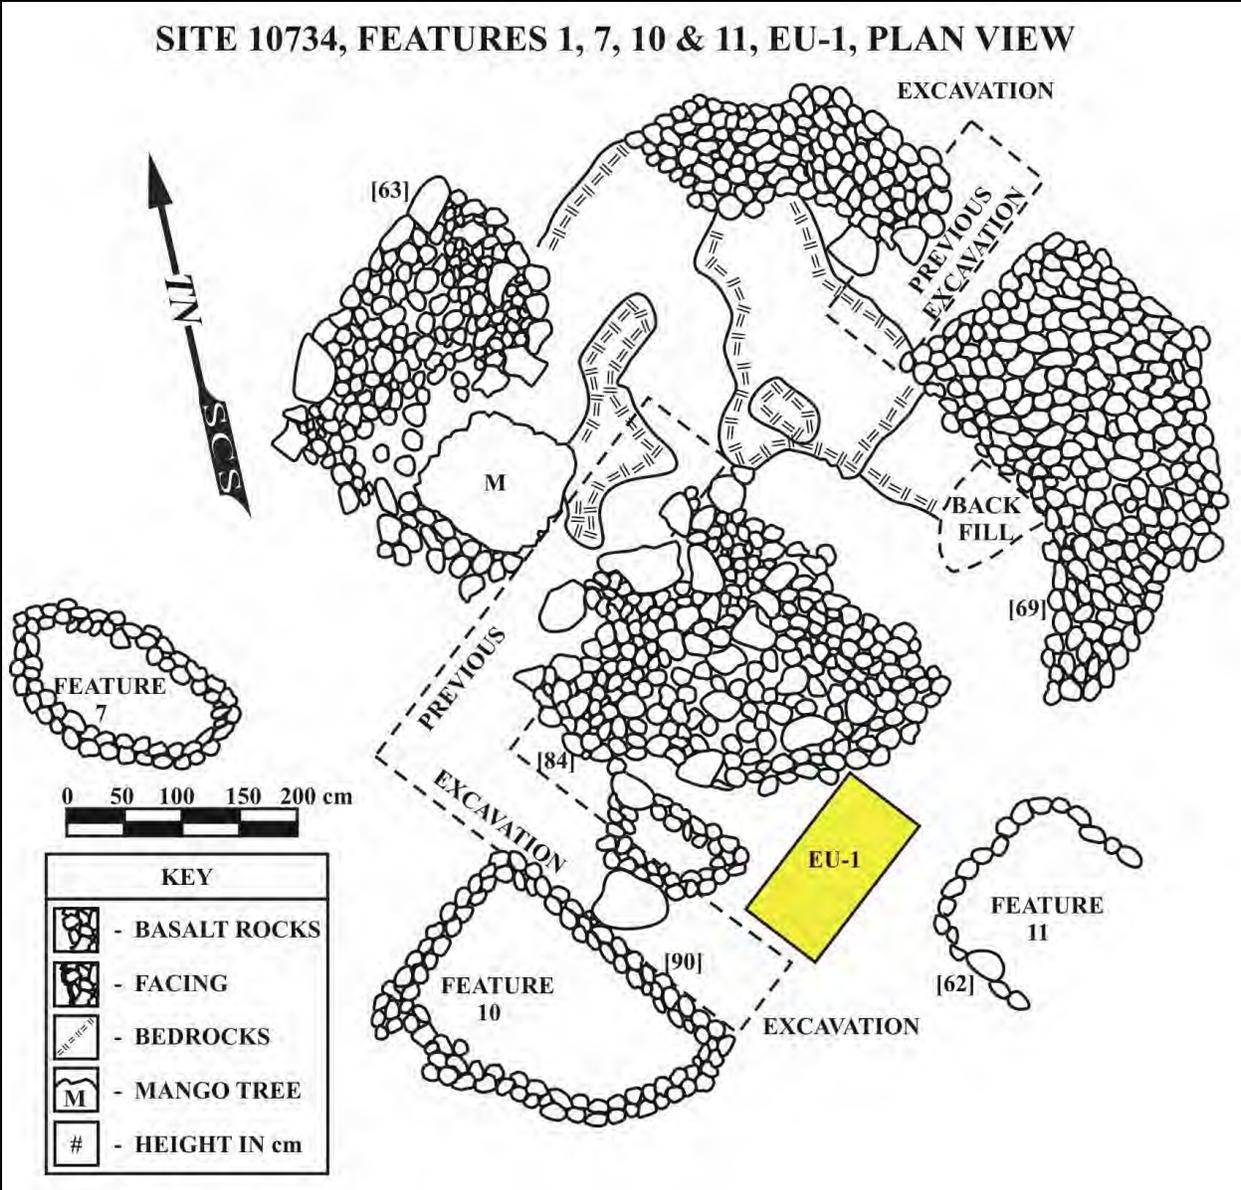 SITE 10734, FEATURES 1, 7, 10 & 11, EU-1, PLAN VIEW
EXCAVATION
[63]
PREVIOUS
EXCAVATION
TN
SCS
M
BACK
FILL
[69]
FEATURE
7
PREVIOUS
[84]
EXCAVATION
0 50 100 150 200 cm
EU-1
FEATURE
11
[62]
[90]
FEATURE
10
EXCAVATION
KEY
- BASALT ROCKS
- FACING
- BEDROCKS
M - MANGO TREE
# - HEIGHT IN cm